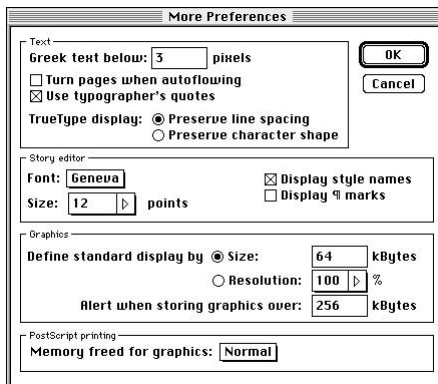 More Preferences
Text
Greek text below: 3 pixels
OK
Turn pages when autoflowing
Cancel
Use typographer's quotes
TrueType display: Preserve line spacing
Preserve character shape
Story editor
Font: Geneva
Display style names
Size: 12 points
Display ¶ marks
Graphics
Define standard display by Size: 64 kBytes
Resolution: 100 %
Alert when storing graphics over: 256 kBytes
PostScript printing
Memory freed for graphics: Normal